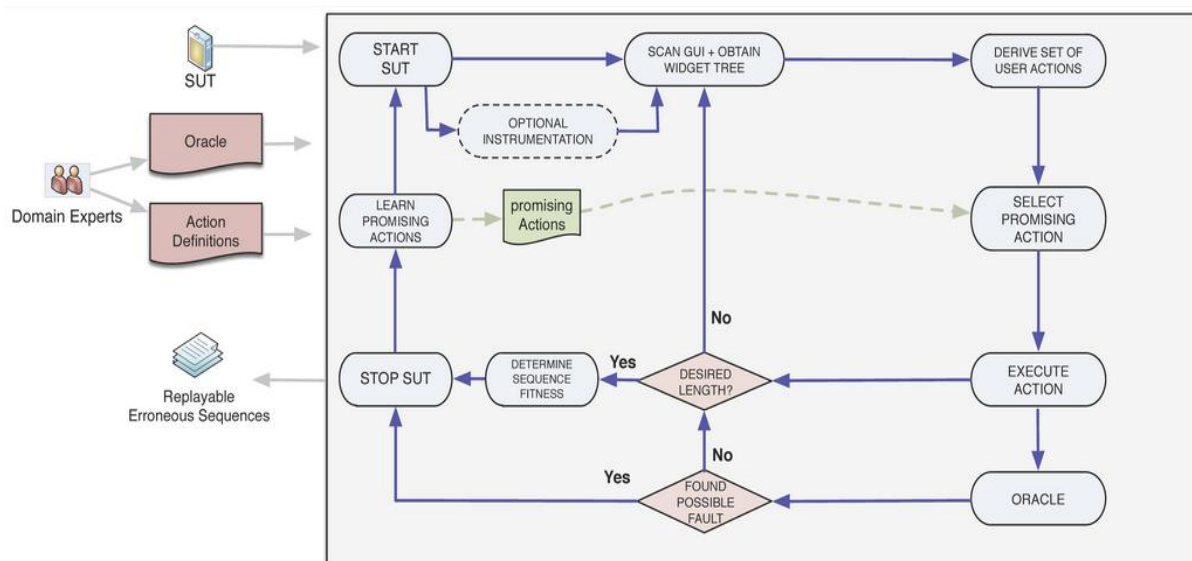 SUT
Oracle
Domain Experts
Action
Definitions
Replayable
Erroneous Sequences
START
SUT
SCAN GUI + OBTAIN
WIDGET TREE
DERIVE SET OF
USER ACTIONS
OPTIONAL
INSTRUMENTATION
LEARN
PROMISING
ACTIONS
promising
Actions
SELECT
PROMISING
ACTION
No
STOP SUT
DETERMINE
SEQUENCE
FITNESS
Yes
DESIRED
LENGTH?
EXECUTE
ACTION
No
Yes
FOUND
POSSIBLE
FAULT
ORACLE